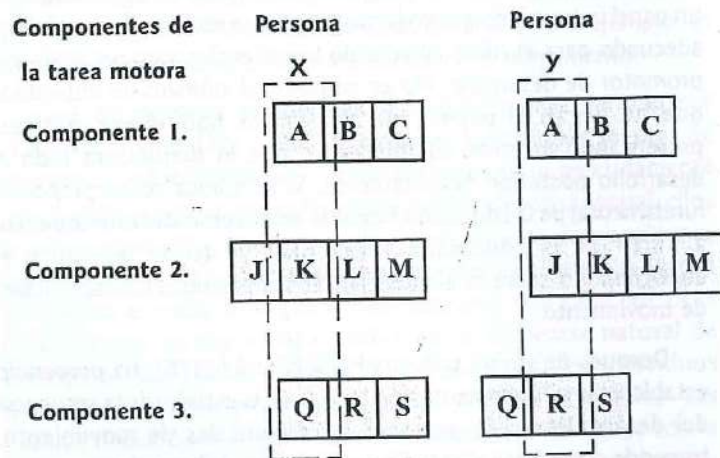 Componentes de Persona Persona
la tarea motora X Y
Componente 1. A B C A B C
Componente 2. J K L M J K L M
Componente 3. Q R S Q R S